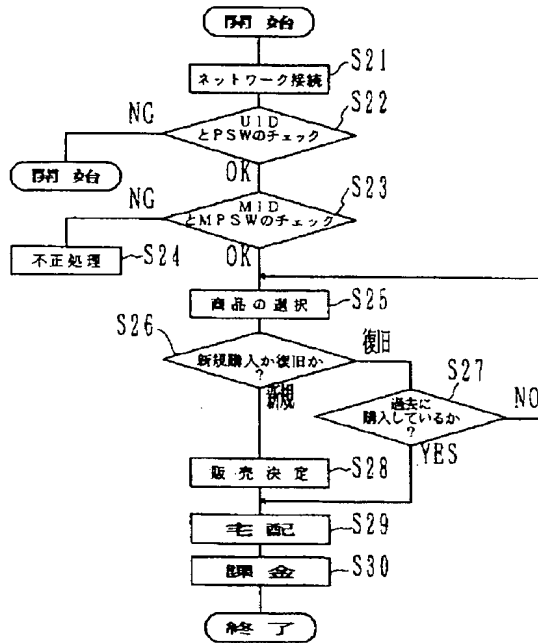 開始
S21
ネットワーク接続
S22
NG
UID
とPSWのチェック
開始
OK
S23
NG
MID
とMPSWのチェック
不正処理
S24
OK
商品の選択
S25
S26
新規購入か復旧か
?
復旧
新規
S27
過去に
購入しているか
?
NO
YES
販売決定
S28
宅配
S29
課金
S30
終了